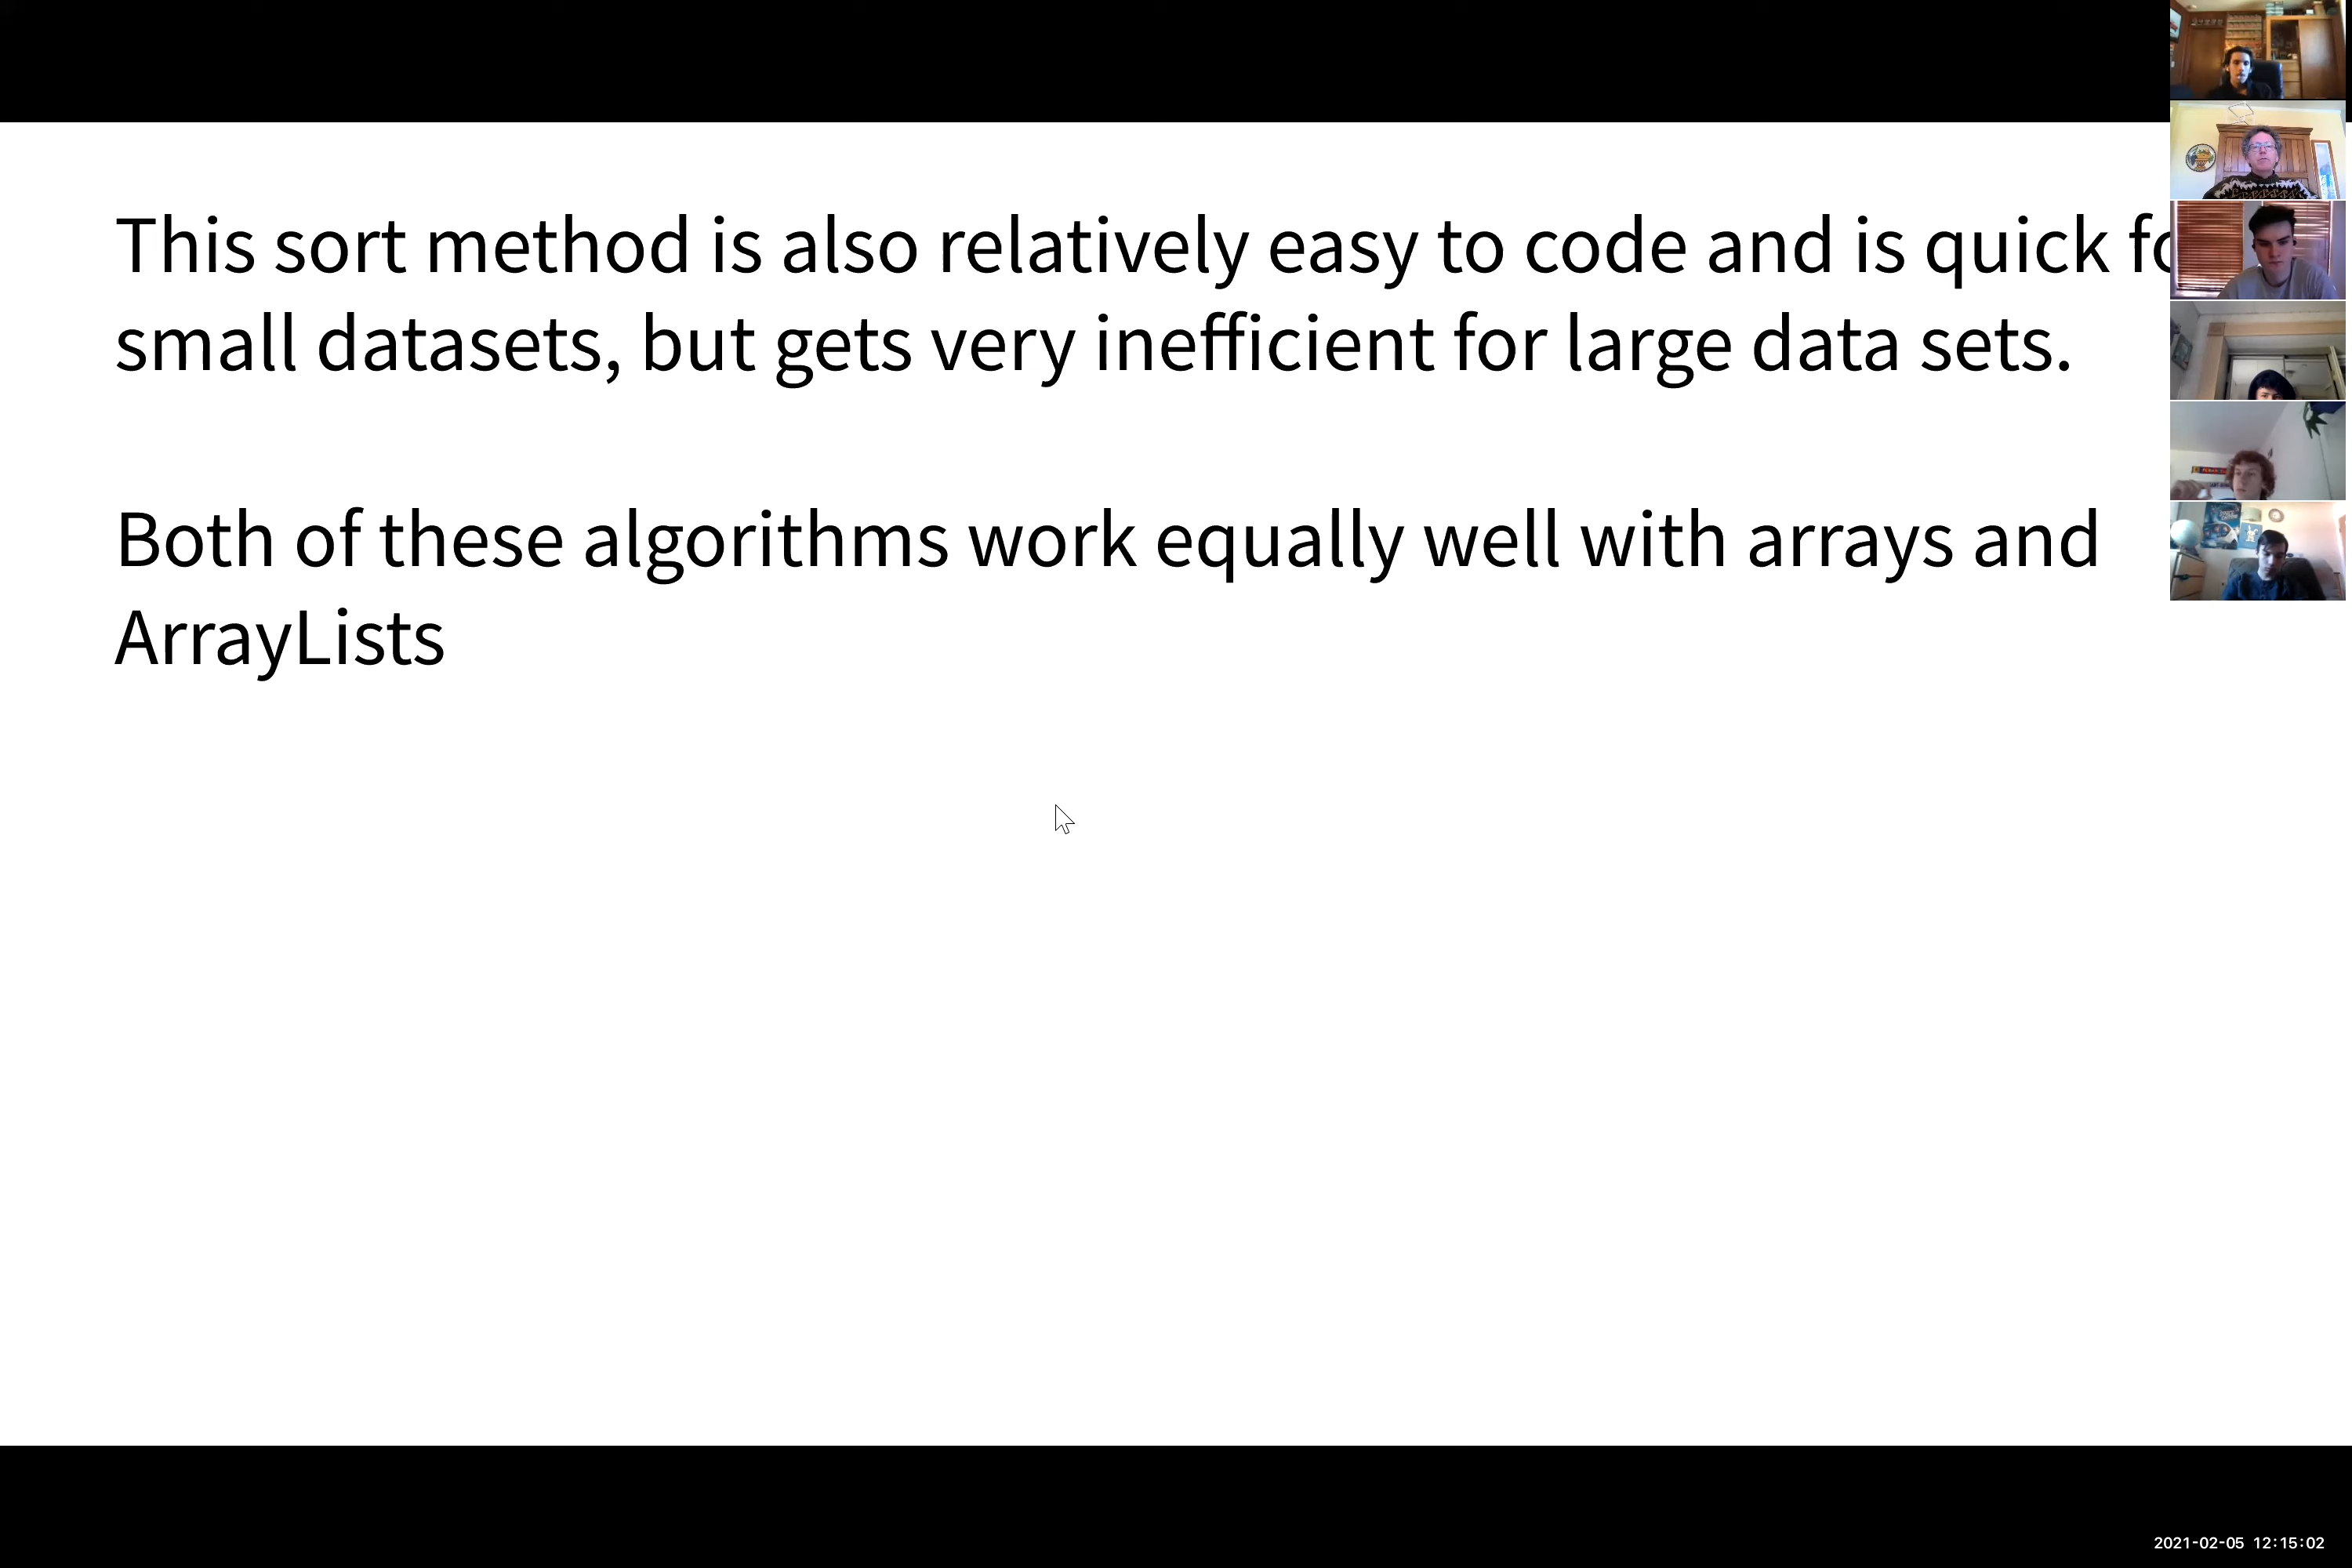 This sort method is also relatively easy to code and is quick
small datasets, but gets very inefficient for large data sets.
Both of these algorithms work equally well with arrays and
ArrayLists
2021-02-05 12:15:02